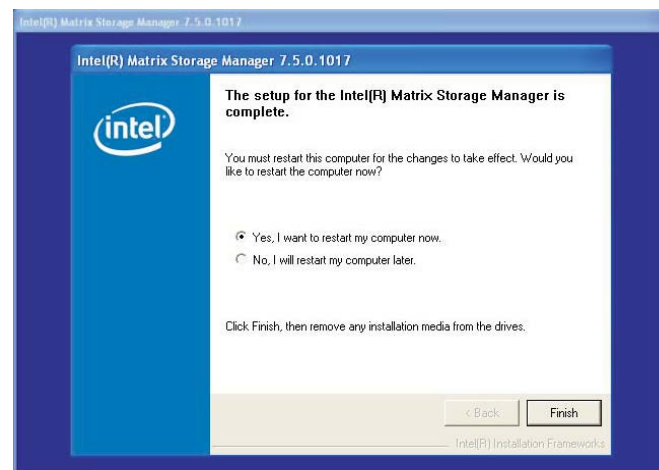 Intel(R) Matrix Storage Manager 7.5.0.1017
Intel(R) Matrix Storage Manager 7.5.0.1017
intel
The setup for the Intel(R) Matrix Storage Manager is
complete.
You must restart this computer for the changes to take effect. Would you
like to restart the computer now?
Yes, I want to restart my computer now.
No, I will restart my computer later.
Click Finish, then remove any installation media from the drives.
< Back Finish
Intel(R) Installation Frameworks